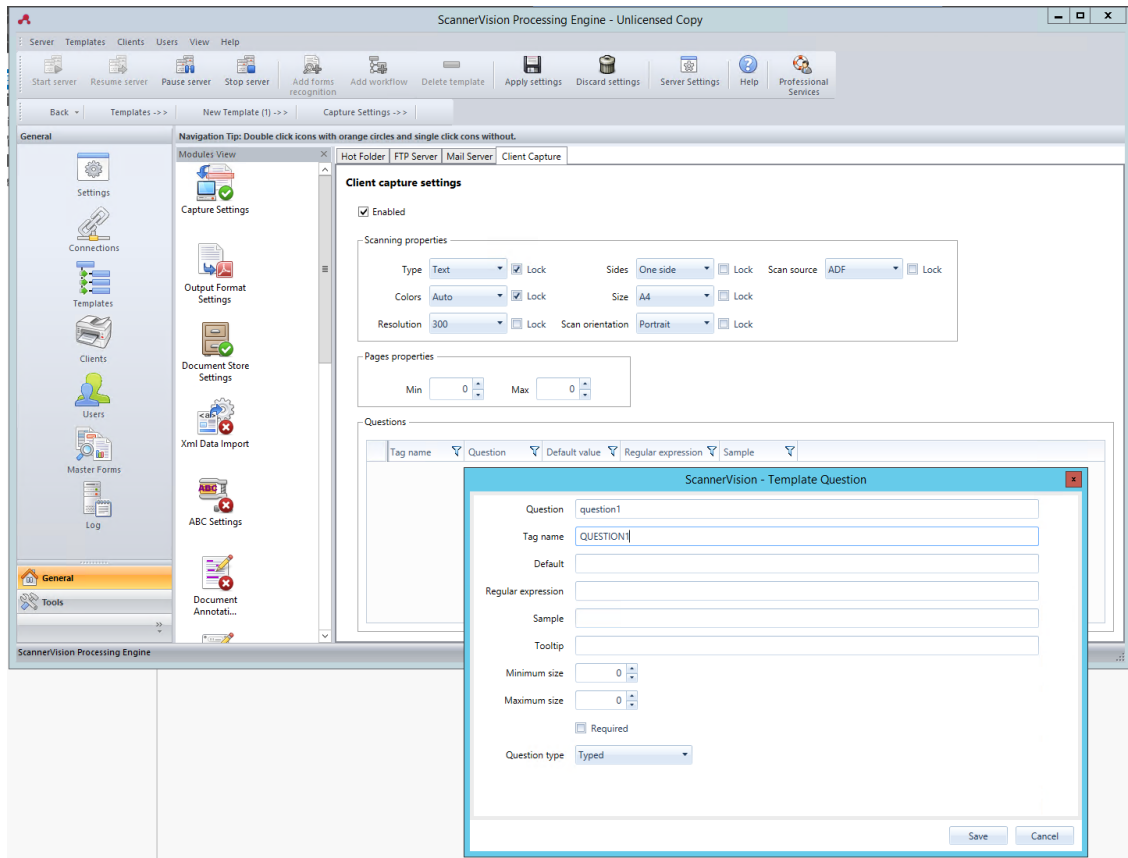 ScannerVision Processing Engine - Unlicensed Copy
Server Templates Clients Users View Help
Start server Resume server Pause server Stop server Add forms recognition Add workflow Delete template Apply settings Discard settings Server Settings Help Professional Services
Back Templates ->> New Template (1) ->> Capture Settings ->>
General
Navigation Tip: Double click icons with orange circles and single click cons without.
Settings
Connections
Templates
Clients
Users
Master Forms
Log
General
Tools
Modules View
Capture Settings
Output Format
Settings
Document Store
Settings
<ab>
Xml Data Import
ABC
ABC Settings
Document
Annotati...
Hot Folder FTP Server Mail Server Client Capture
Client capture settings
Enabled
Scanning properties
Type Text Lock Sides One side Lock Scan source ADF Lock
Colors Auto Lock Size A4 Lock
Resolution 300 Lock Scan orientation Portrait Lock
Pages properties
Min 0 Max 0
Questions
Tag name Question Default value Regular expression Sample
ScannerVision - Template Question
Question question1
Tag name QUESTION1
Default
Regular expression
Sample
Tooltip
Minimum size 0
Maximum size 0
Required
Question type Typed
Save Cancel
ScannerVision Processing Engine